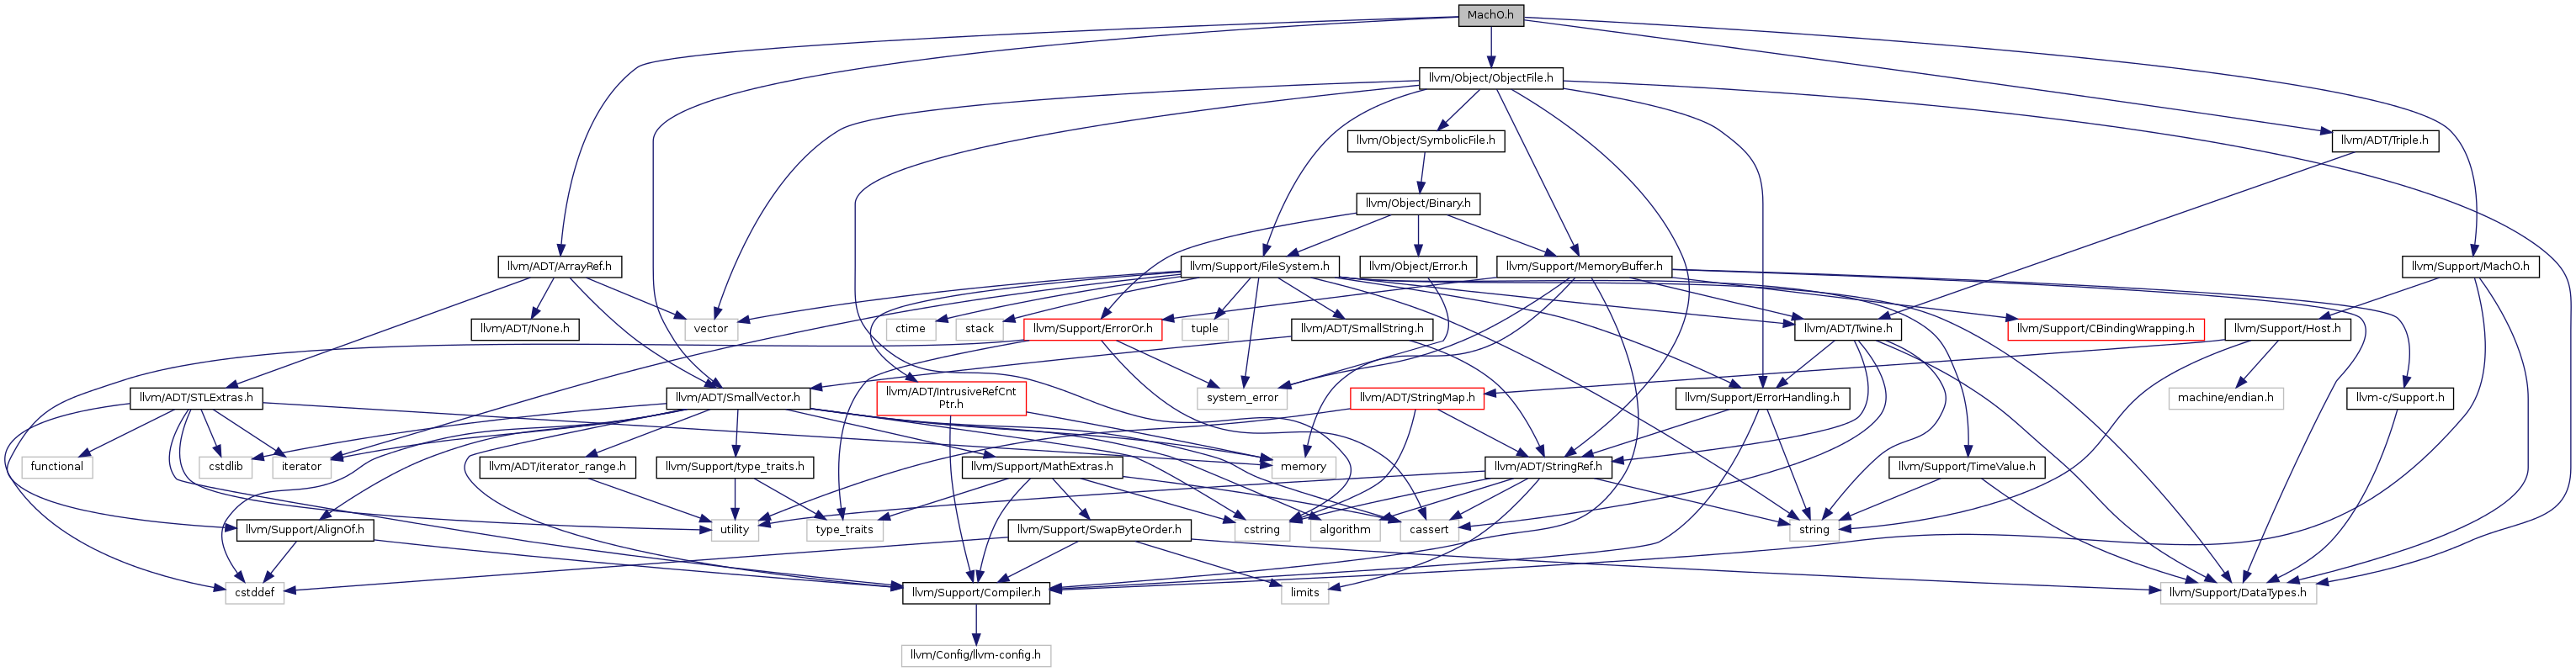 MachO.h
llvm/Object/ObjectFile.h
llvm/Object/SymbolicFile.h
llvm/ADT/Triple.h
llvm/Object/Binary.h
llvm/ADT/ArrayRef.h
llvm/Support/FileSystem.h
llvm/Object/Error.h
llvm/Support/MemoryBuffer.h
llvm/Support/MachO.h
llvm/ADT/None.h
vector
ctime
stack
llvm/Support/ErrorOr.h
tuple
llvm/ADT/SmallString.h
llvm/ADT/Twine.h
llvm/Support/CBindingWrapping.h
llvm/Support/Host.h
llvm/ADT/STLExtras.h
llvm/ADT/SmallVector.h
llvm/ADT/IntrusiveRefCnt
Ptr.h
system_error
llvm/ADT/StringMap.h
llvm/Support/ErrorHandling.h
machine/endian.h
llvm-c/Support.h
functional
cstdlib
iterator
llvm/ADT/iterator_range.h
llvm/Support/type_traits.h
llvm/Support/MathExtras.h
memory
llvm/ADT/StringRef.h
llvm/Support/TimeValue.h
llvm/Support/AlignOf.h
utility
type_traits
llvm/Support/SwapByteOrder.h
cstring
algorithm
cassert
string
cstddef
llvm/Support/Compiler.h
limits
llvm/Support/DataTypes.h
llvm/Config/llvm-config.h